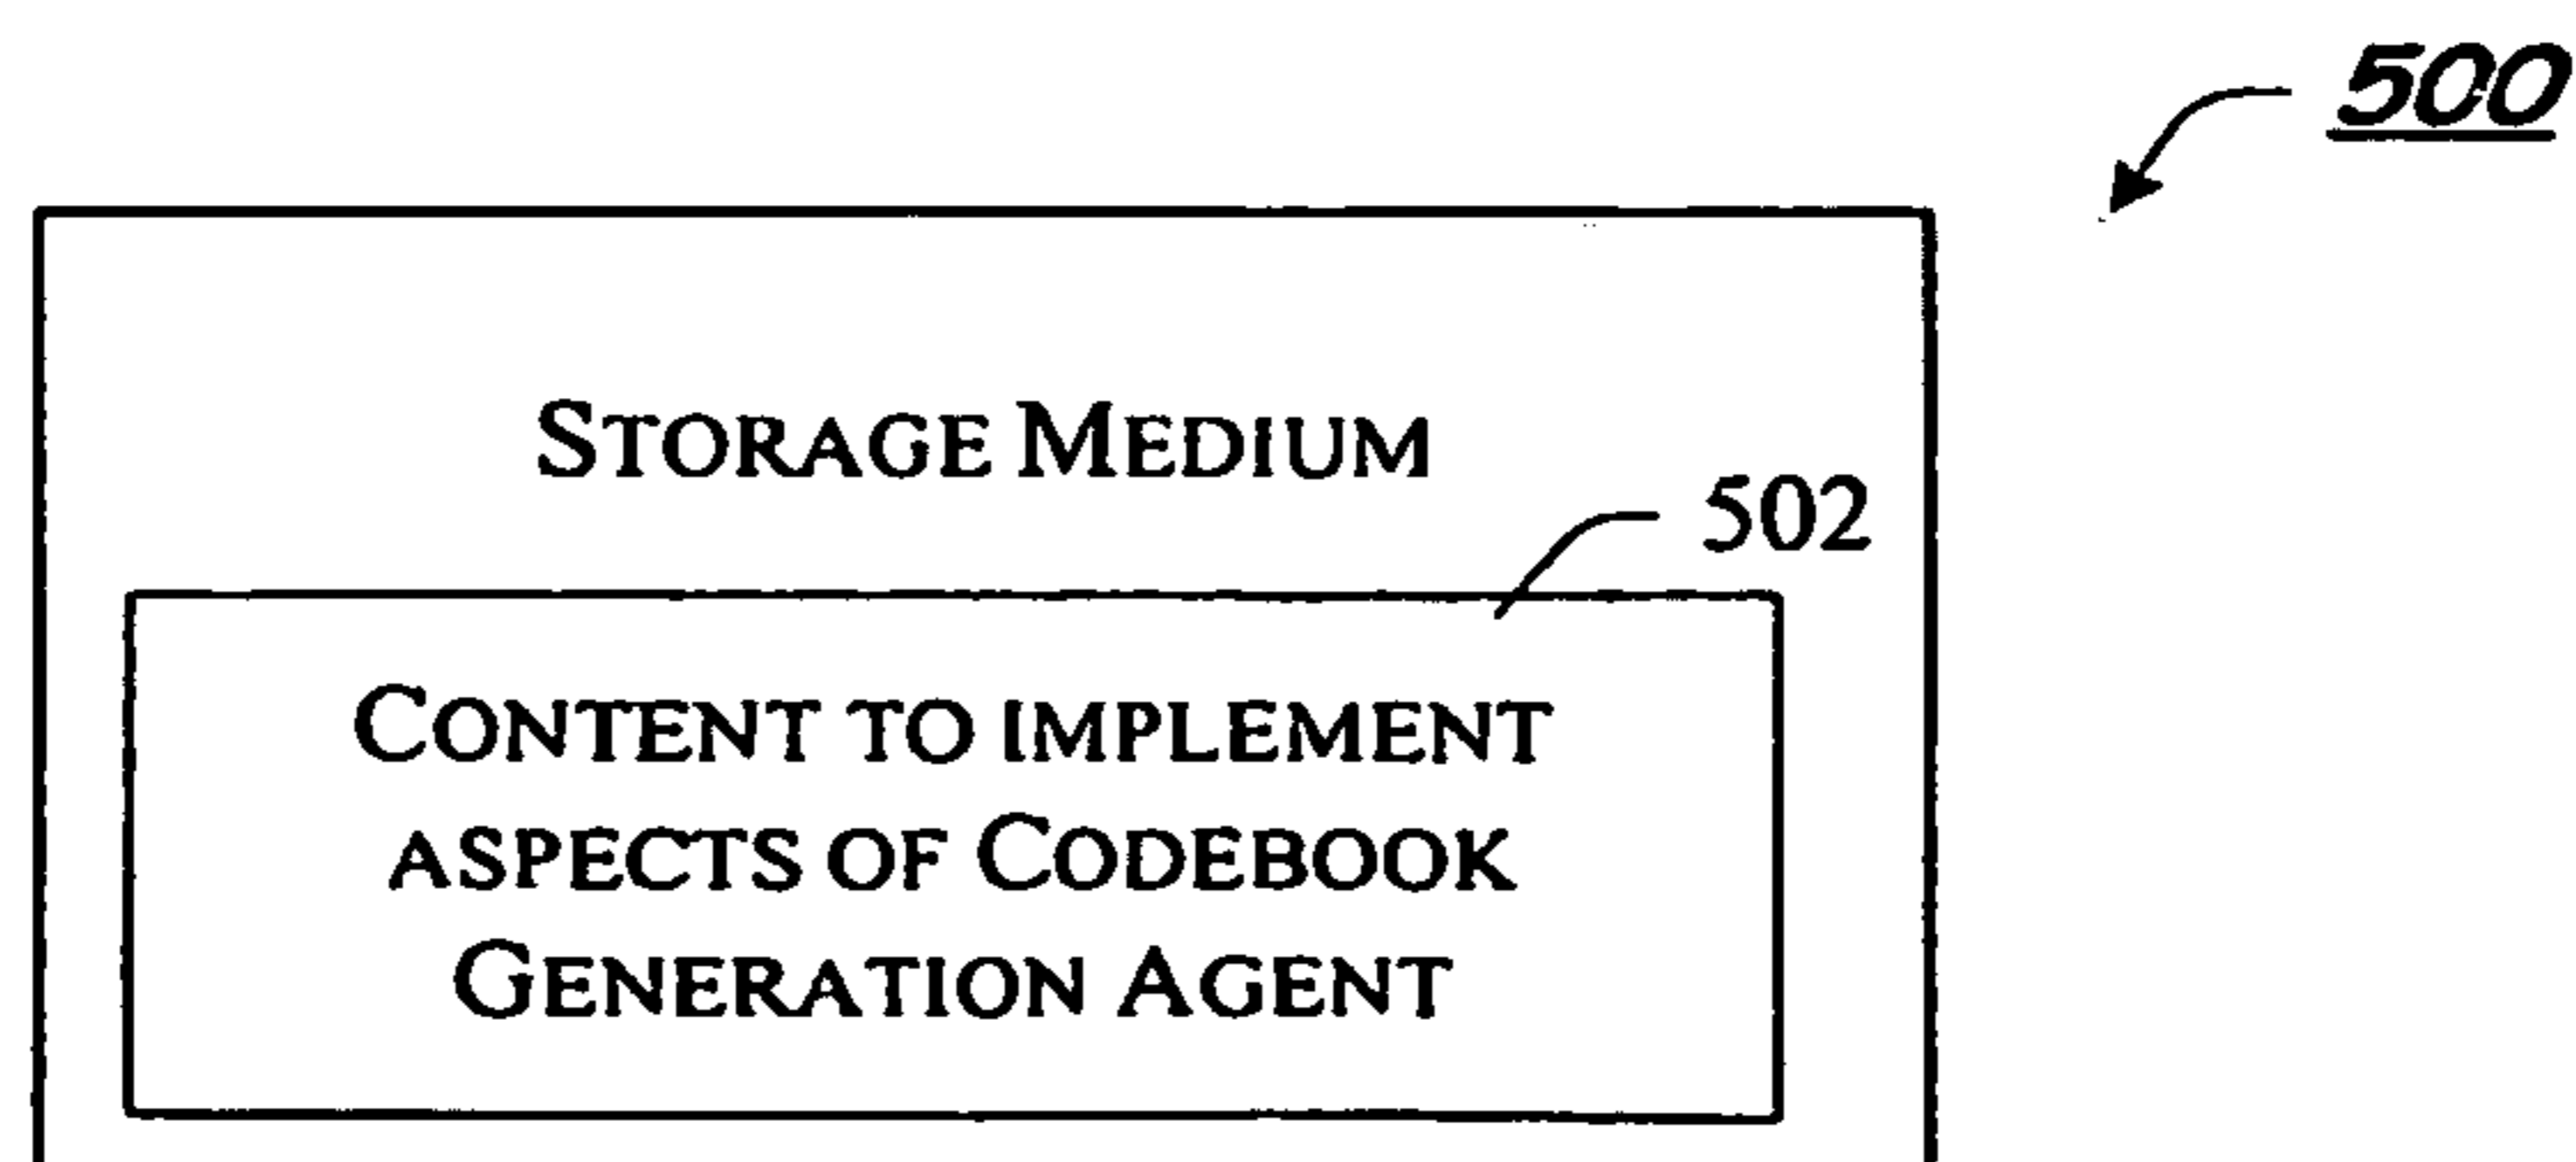 500
STORAGE MEDIUM
502
CONTENT TO IMPLEMENT
ASPECTS OF CODEBOOK
GENERATION AGENT